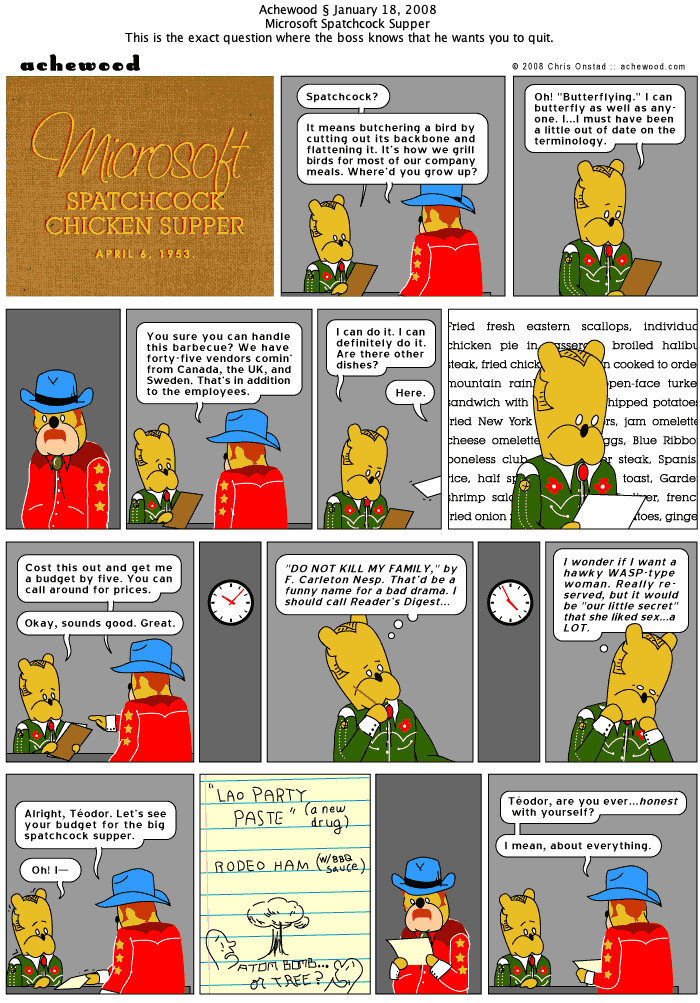 Achewood § January 18, 2008
Microsoft Spatchcock Supper
This is the exact question where the boss knows that he wants you to quit.
achewood
© 2008 Chris Onstad :: achewood.com
Microsoft
SPATCHCOCK
CHICKEN SUPPER
APRIL 6, 1953.
Spatchcock?
It means butchering a bird by
cutting out its backbone and
flattening it. It's how we grill
birds for most of our company
meals. Where'd you grow up?
Oh! "Butterflying." I can
butterfly as well as any-
one. I...I must have been
a little out of date on the
terminology.
You sure you can handle
this barbecue? We have
forty-five vendors comin'
from Canada, the UK, and
Sweden. That's in addition
to the employees.
I can do it. I can
definitely do it.
Are there other
dishes?
Here.
Fried fresh eastern scallops, individua
chicken pie in broiled halibu
steak, fried chick n cooked to orde
mountain rain pen-face turke
sandwich with hipped potatoe
fried New York rs, jam omelette
cheese omelette ggs, Blue Ribbo
boneless club r steak, Spanis
rice, half sp toast, Garde
shrimp sala er, frenc
fried onion toes, ginge
Cost this out and get me
a budget by five. You can
call around for prices.
Okay, sounds good. Great.
"DO NOT KILL MY FAMILY," by
F. Carleton Nesp. That'd be a
funny name for a bad drama. I
should call Reader's Digest...
I wonder if I want a
hawky WASP-type
woman. Really re-
served, but it would
be "our little secret"
that she liked sex...a
LOT.
Alright, Téodor. Let's see
your budget for the big
spatchcock supper.
Oh! I—
"LAO PARTY
PASTE" (a new
drug)
RODEO HAM (W/BBQ
sauce)
ATOM BOMB...
or TREE?
Téodor, are you ever...honest
with yourself?
I mean, about everything.